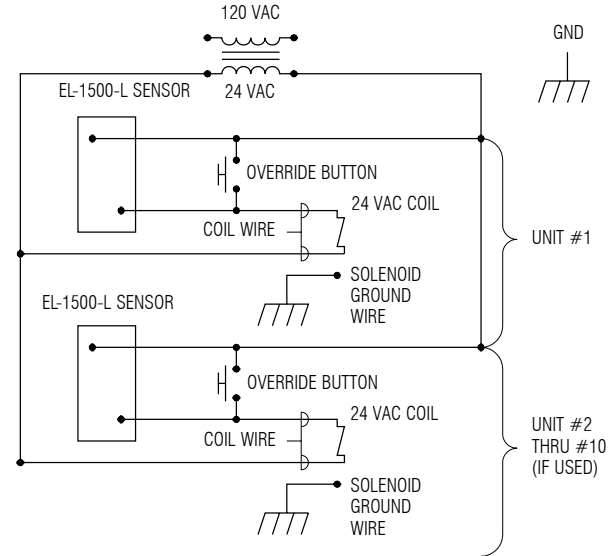 120 VAC
GND
24 VAC
EL-1500-L SENSOR
OVERRIDE BUTTON
24 VAC COIL
COIL WIRE
UNIT #1
SOLENOID
GROUND
WIRE
EL-1500-L SENSOR
OVERRIDE BUTTON
24 VAC COIL
COIL WIRE
UNIT #2
THRU #10
(IF USED)
SOLENOID
GROUND
WIRE